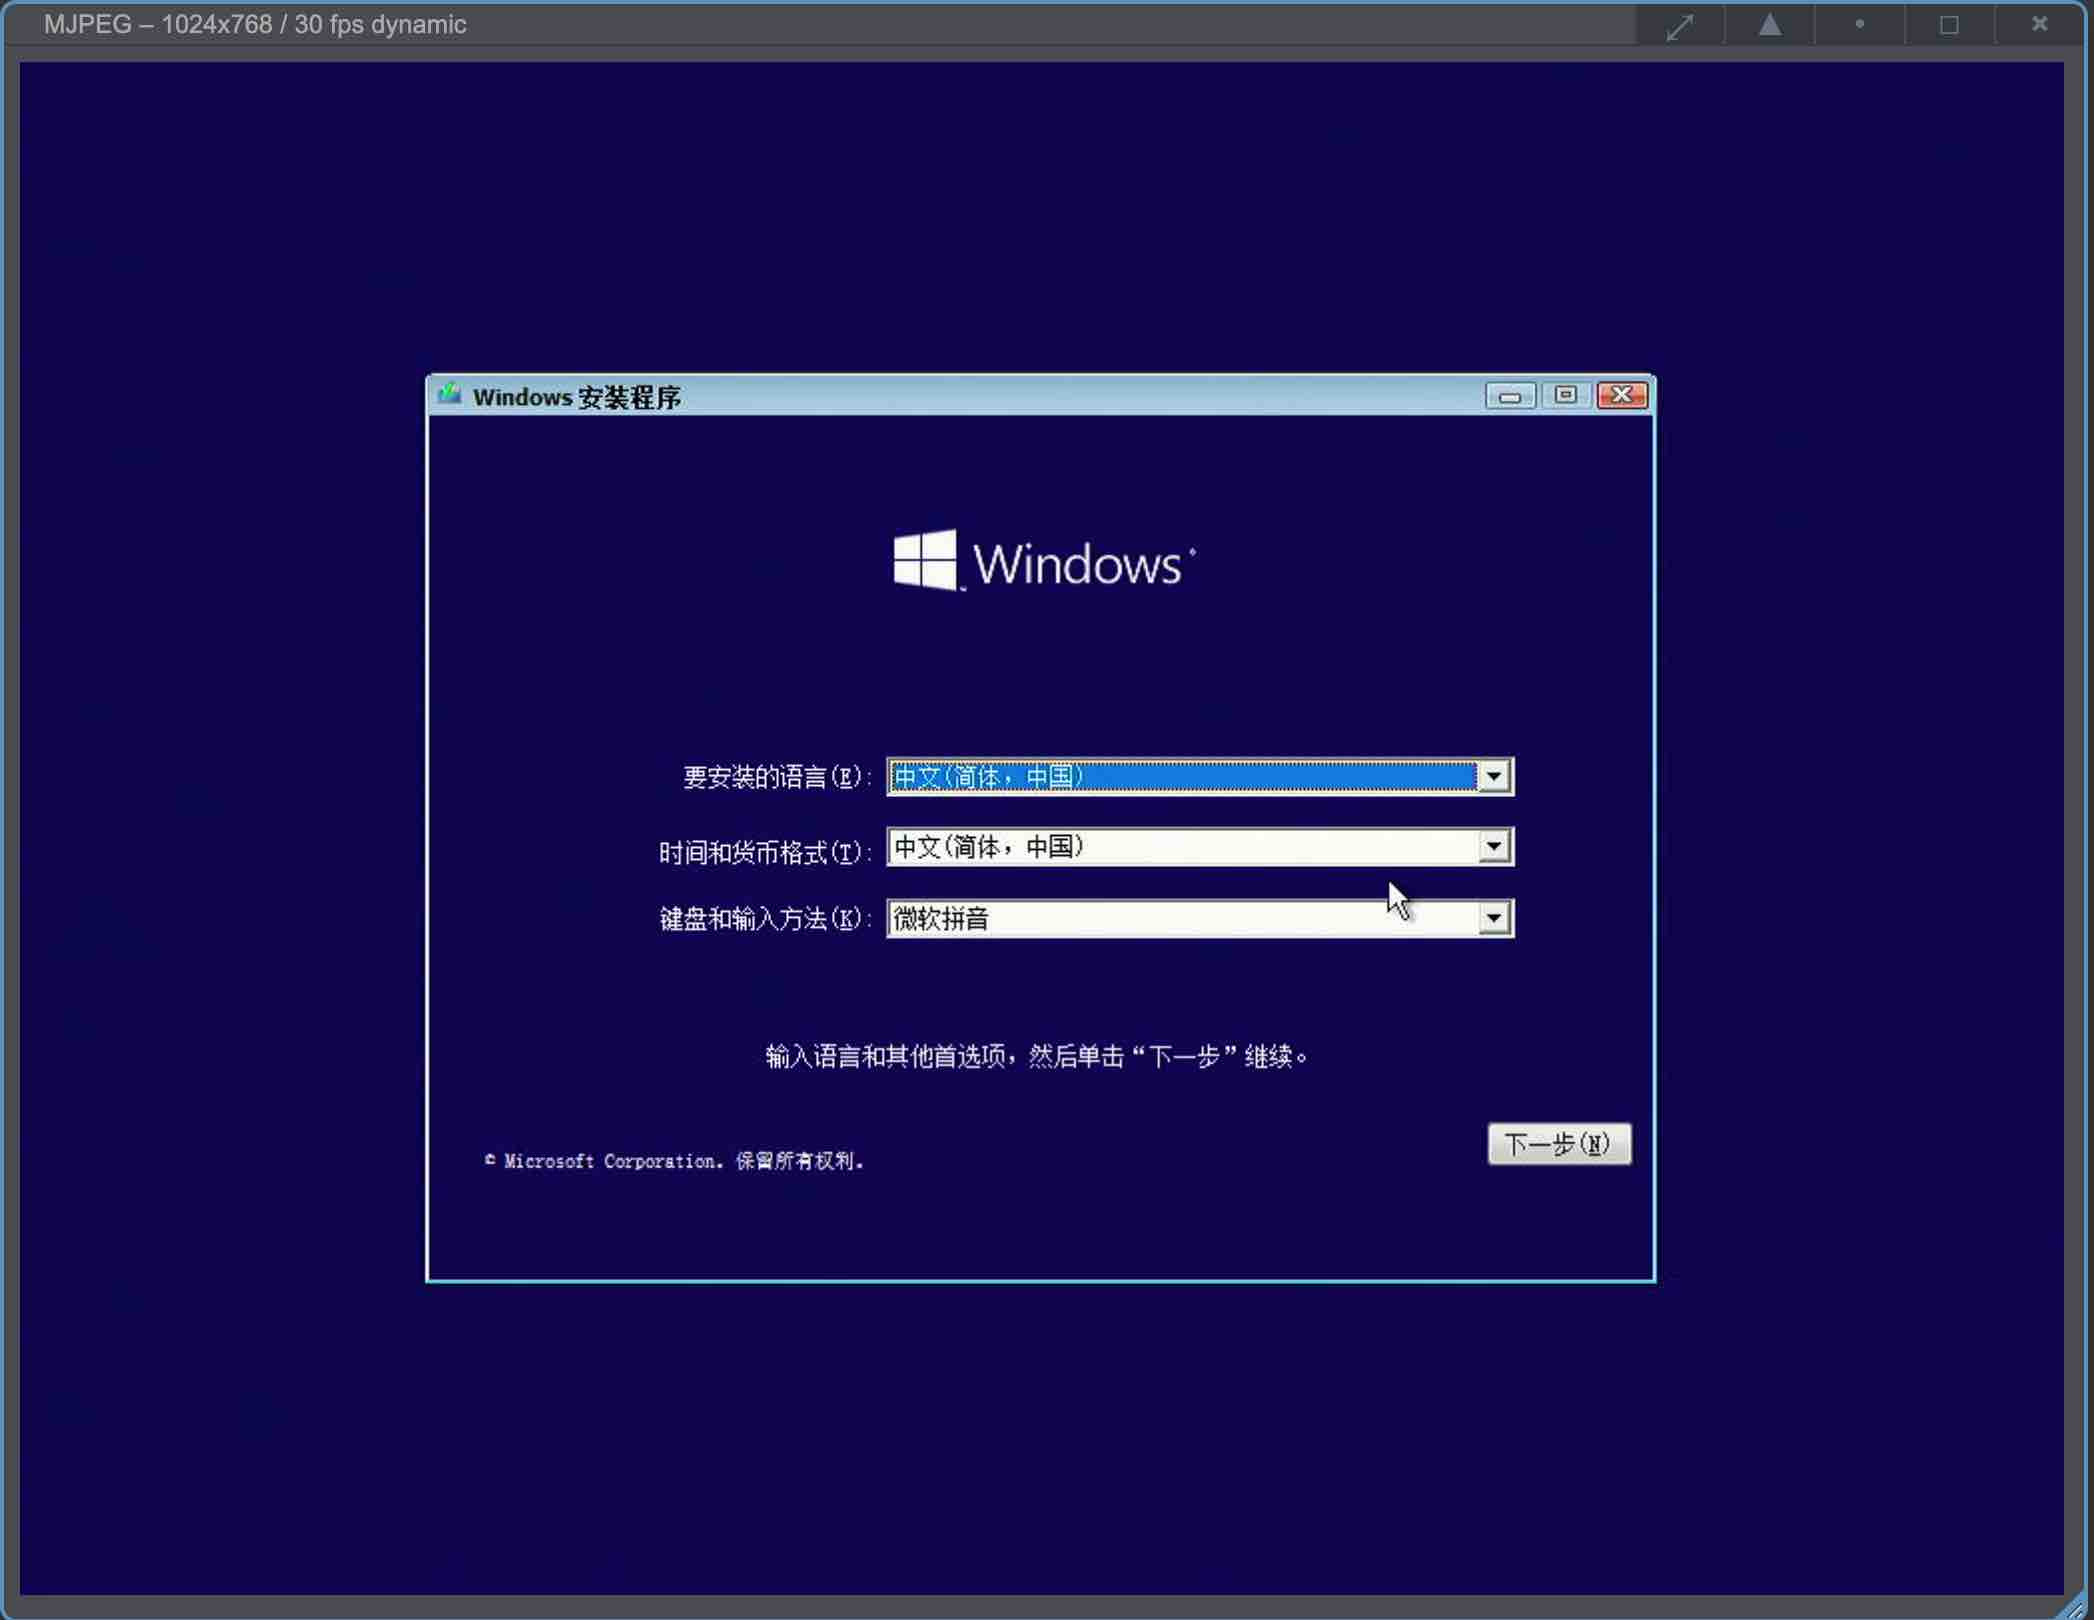 MJPEG – 1024x768 / 30 fps dynamic
Windows 安装程序
Windows
要安装的语言(E): 中文(简体，中国)
时间和货币格式(T): 中文(简体，中国)
键盘和输入方法(K): 微软拼音
输入语言和其他首选项，然后单击“下一步”继续。
下一步(N)
© Microsoft Corporation. 保留所有权利.